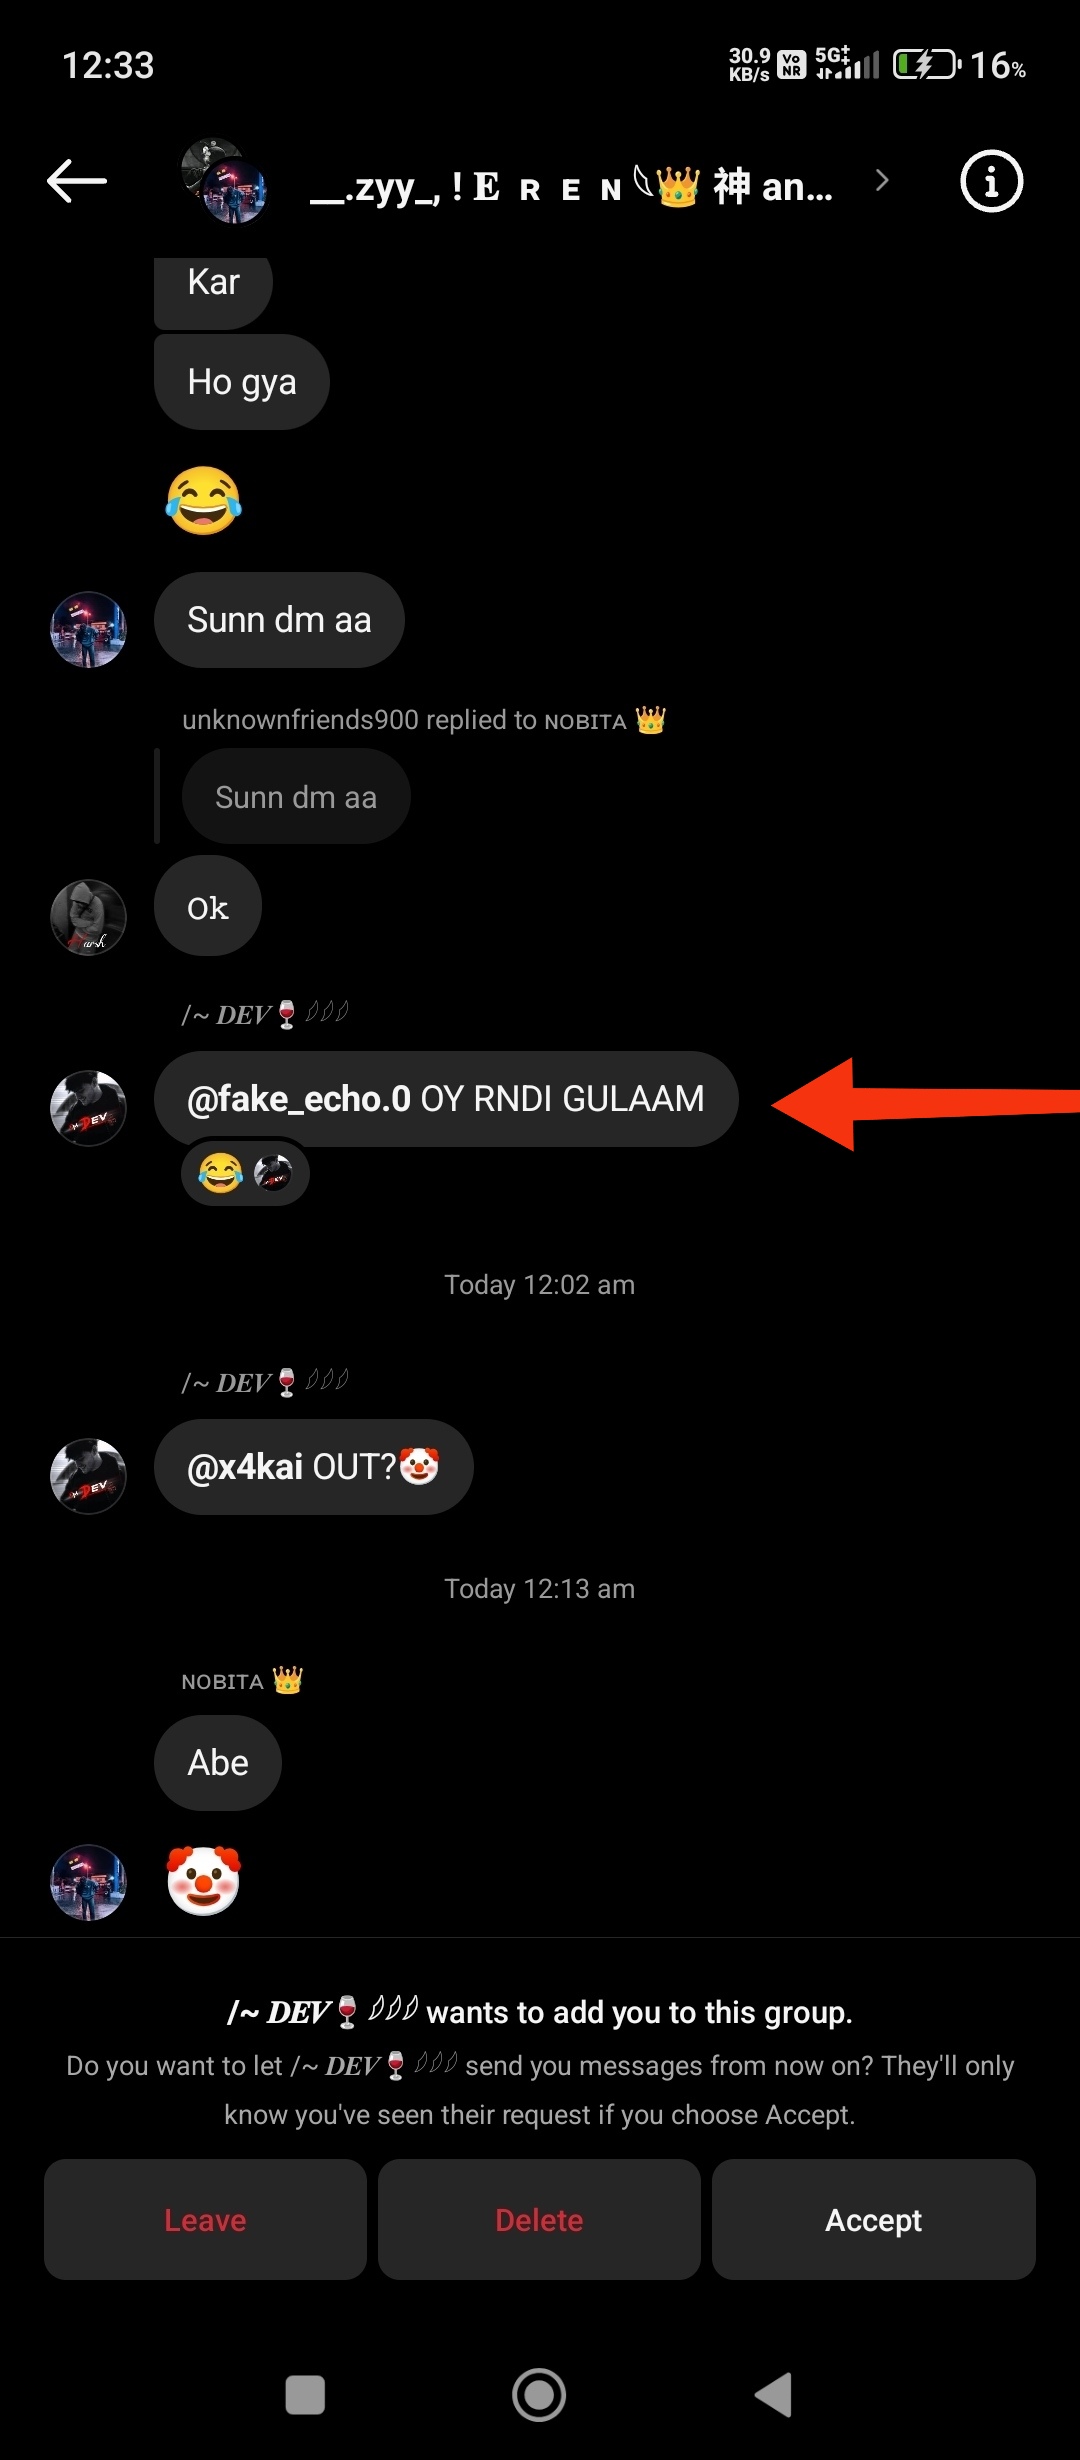 12:33
30.9 KB/s Vo NR 5G 16%
__.zyy_, ! 𝐄 ʀ ᴇ ɴ 👑 神 an...
Kar
Ho gya
😂
Sunn dm aa
unknownfriends900 replied to ɴᴏʙɪᴛᴀ 👑
Sunn dm aa
Ok
/~ 𝑫𝑬𝑽🍷
@fake_echo.0 OY RNDI GULAAM
😂
Today 12:02 am
/~ 𝑫𝑬𝑽🍷
@x4kai OUT?🤡
Today 12:13 am
ɴᴏʙɪᴛᴀ 👑
Abe
🤡
/~ 𝑫𝑬𝑽🍷 wants to add you to this group.
Do you want to let /~ 𝑫𝑬𝑽🍷 send you messages from now on? They'll only
know you've seen their request if you choose Accept.
Leave Delete Accept